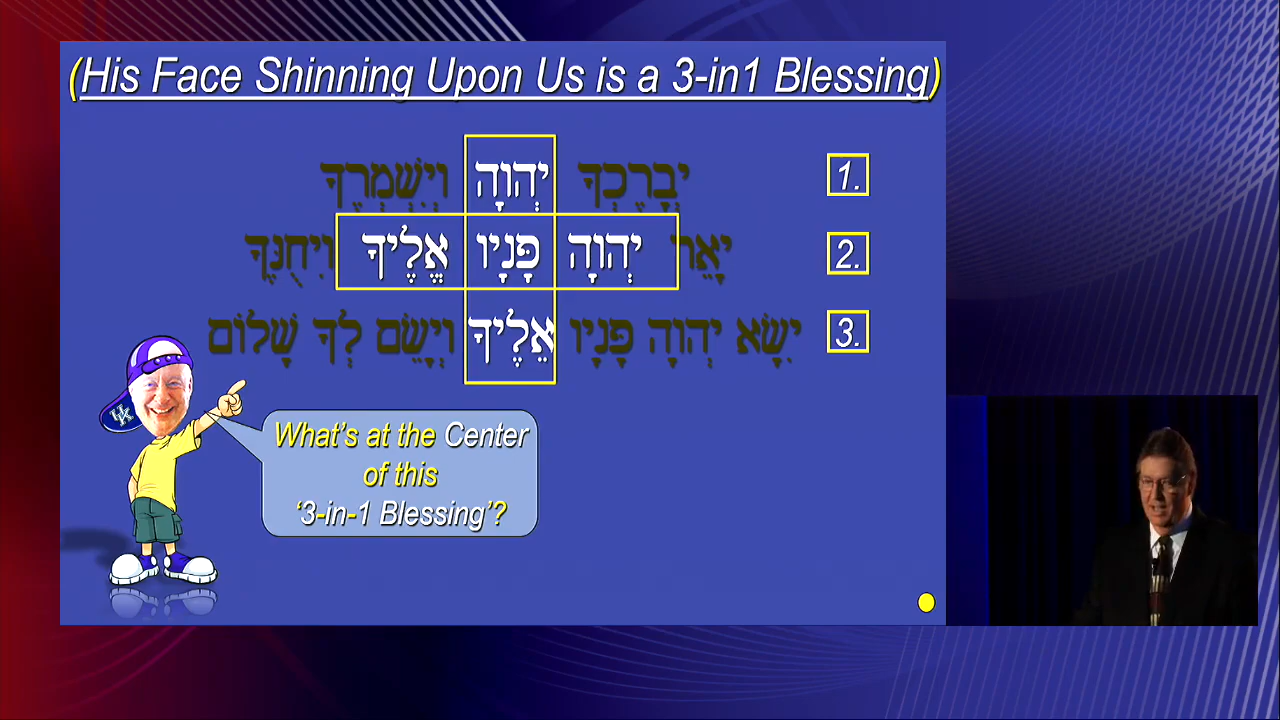 (His Face Shinning Upon Us is a 3-in1 Blessing)
יְבָרֶכְךָ יְהוָה וְיִשְׁמְרֶךָ 1.
יָאֵר יְהוָה פָּנָיו אֱלֶיךָ וִיחֻנֶּךָּ 2.
יִשָּׂא יְהוָה פָּנָיו אֵלֶיךָ וְיָשֵׂם לְךָ שָׁלוֹם 3.
UK
What's at the Center
of this
'3-in-1 Blessing'?